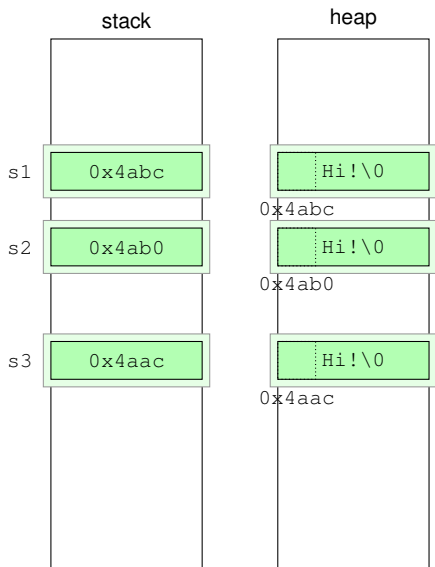 stack heap
s1 0x4abc Hi!\0
0x4abc
s2 0x4ab0 Hi!\0
0x4ab0
s3 0x4aac Hi!\0
0x4aac